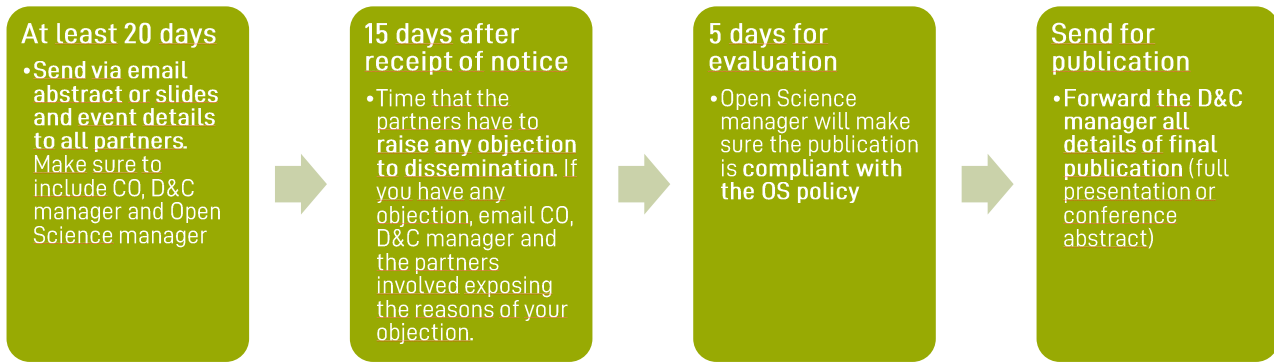 At least 20 days
•Send via email
abstract or slides
and event details
to all partners.
Make sure to
include CO, D&C
manager and Open
Science manager
15 days after
receipt of notice
•Time that the
partners have to
raise any objection
to dissemination. If
you have any
objection, email CO,
D&C manager and
the partners
involved exposing
the reasons of your
objection.
5 days for
evaluation
•Open Science
manager will make
sure the publication
is compliant with
the OS policy
Send for
publication
•Forward the D&C
manager all
details of final
publication (full
presentation or
conference
abstract)